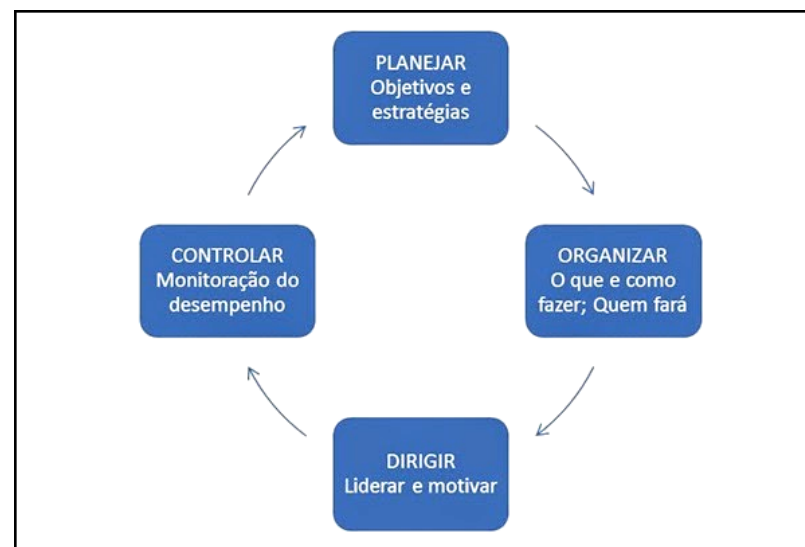 PLANEJAR
Objetivos e
estratégias
ORGANIZAR
O que e como
fazer; Quem fará
DIRIGIR
Liderar e motivar
CONTROLAR
Monitoração do
desempenho